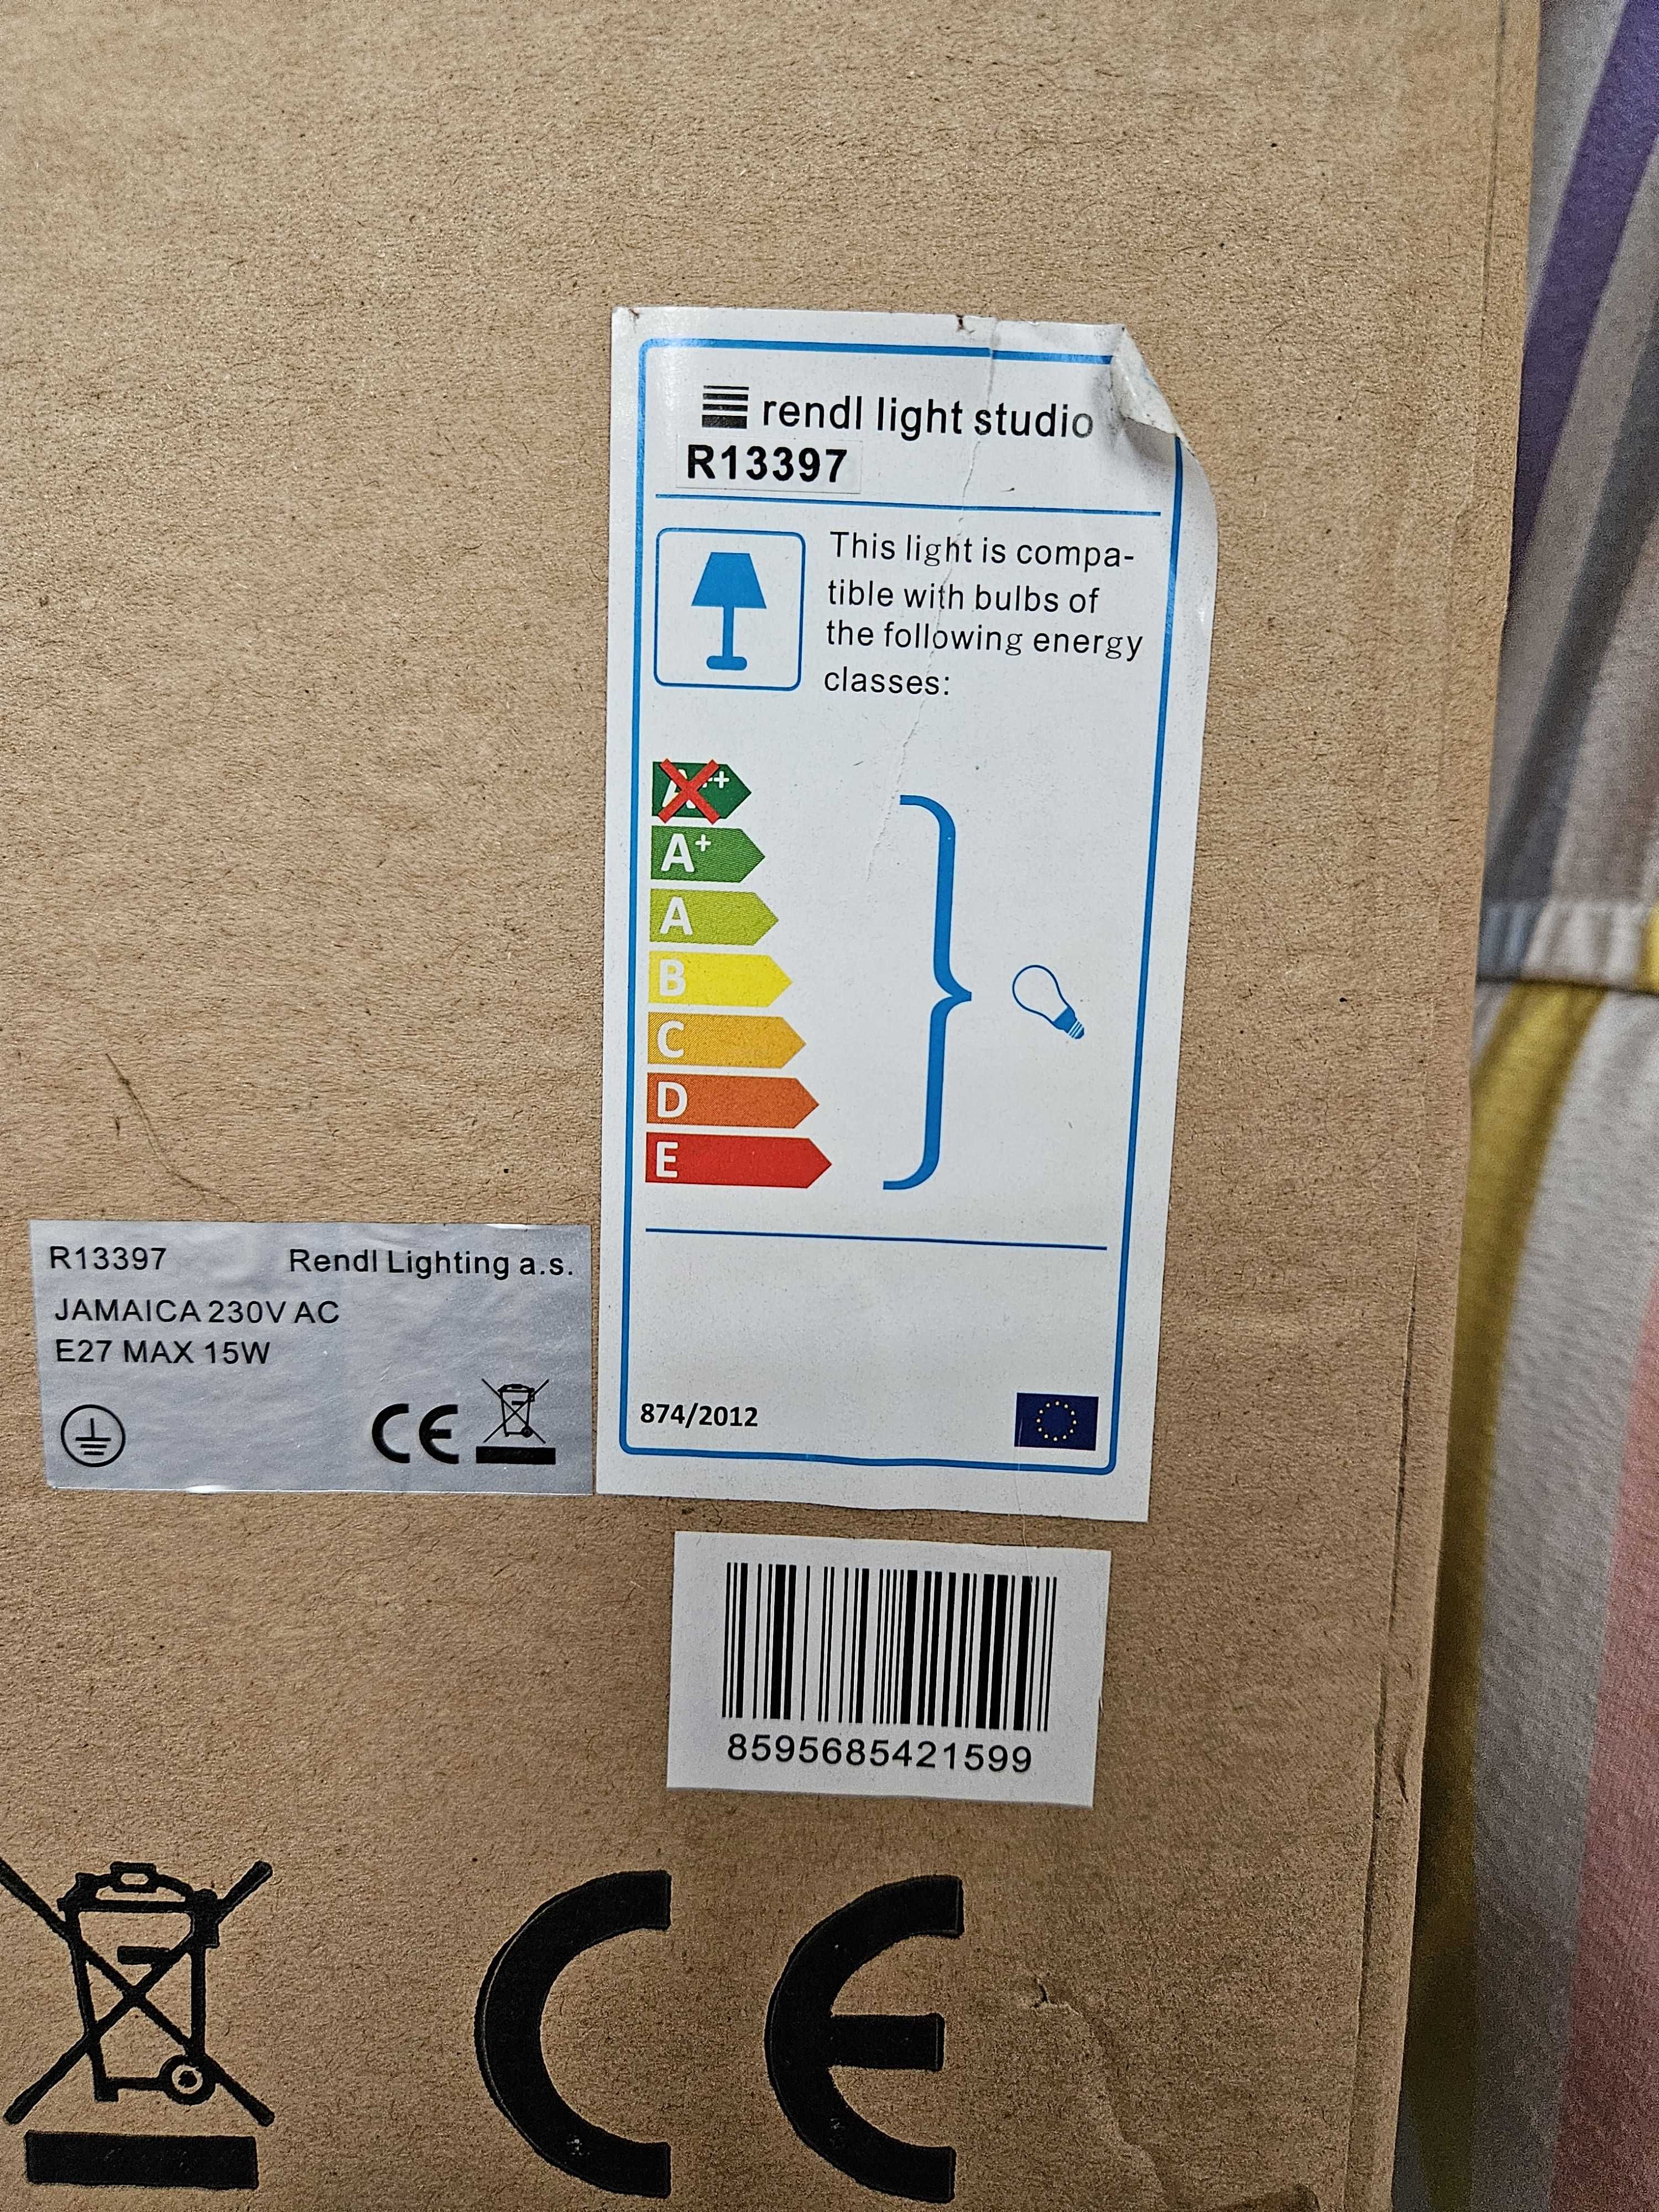 rendl light studio
R13397
This light is compa-
tible with bulbs of
the following energy
classes:
A++
A+
A
B
C
D
E
874/2012
R13397 Rendl Lighting a.s.
JAMAICA 230V AC
E27 MAX 15W
CE
8595685421599
CE